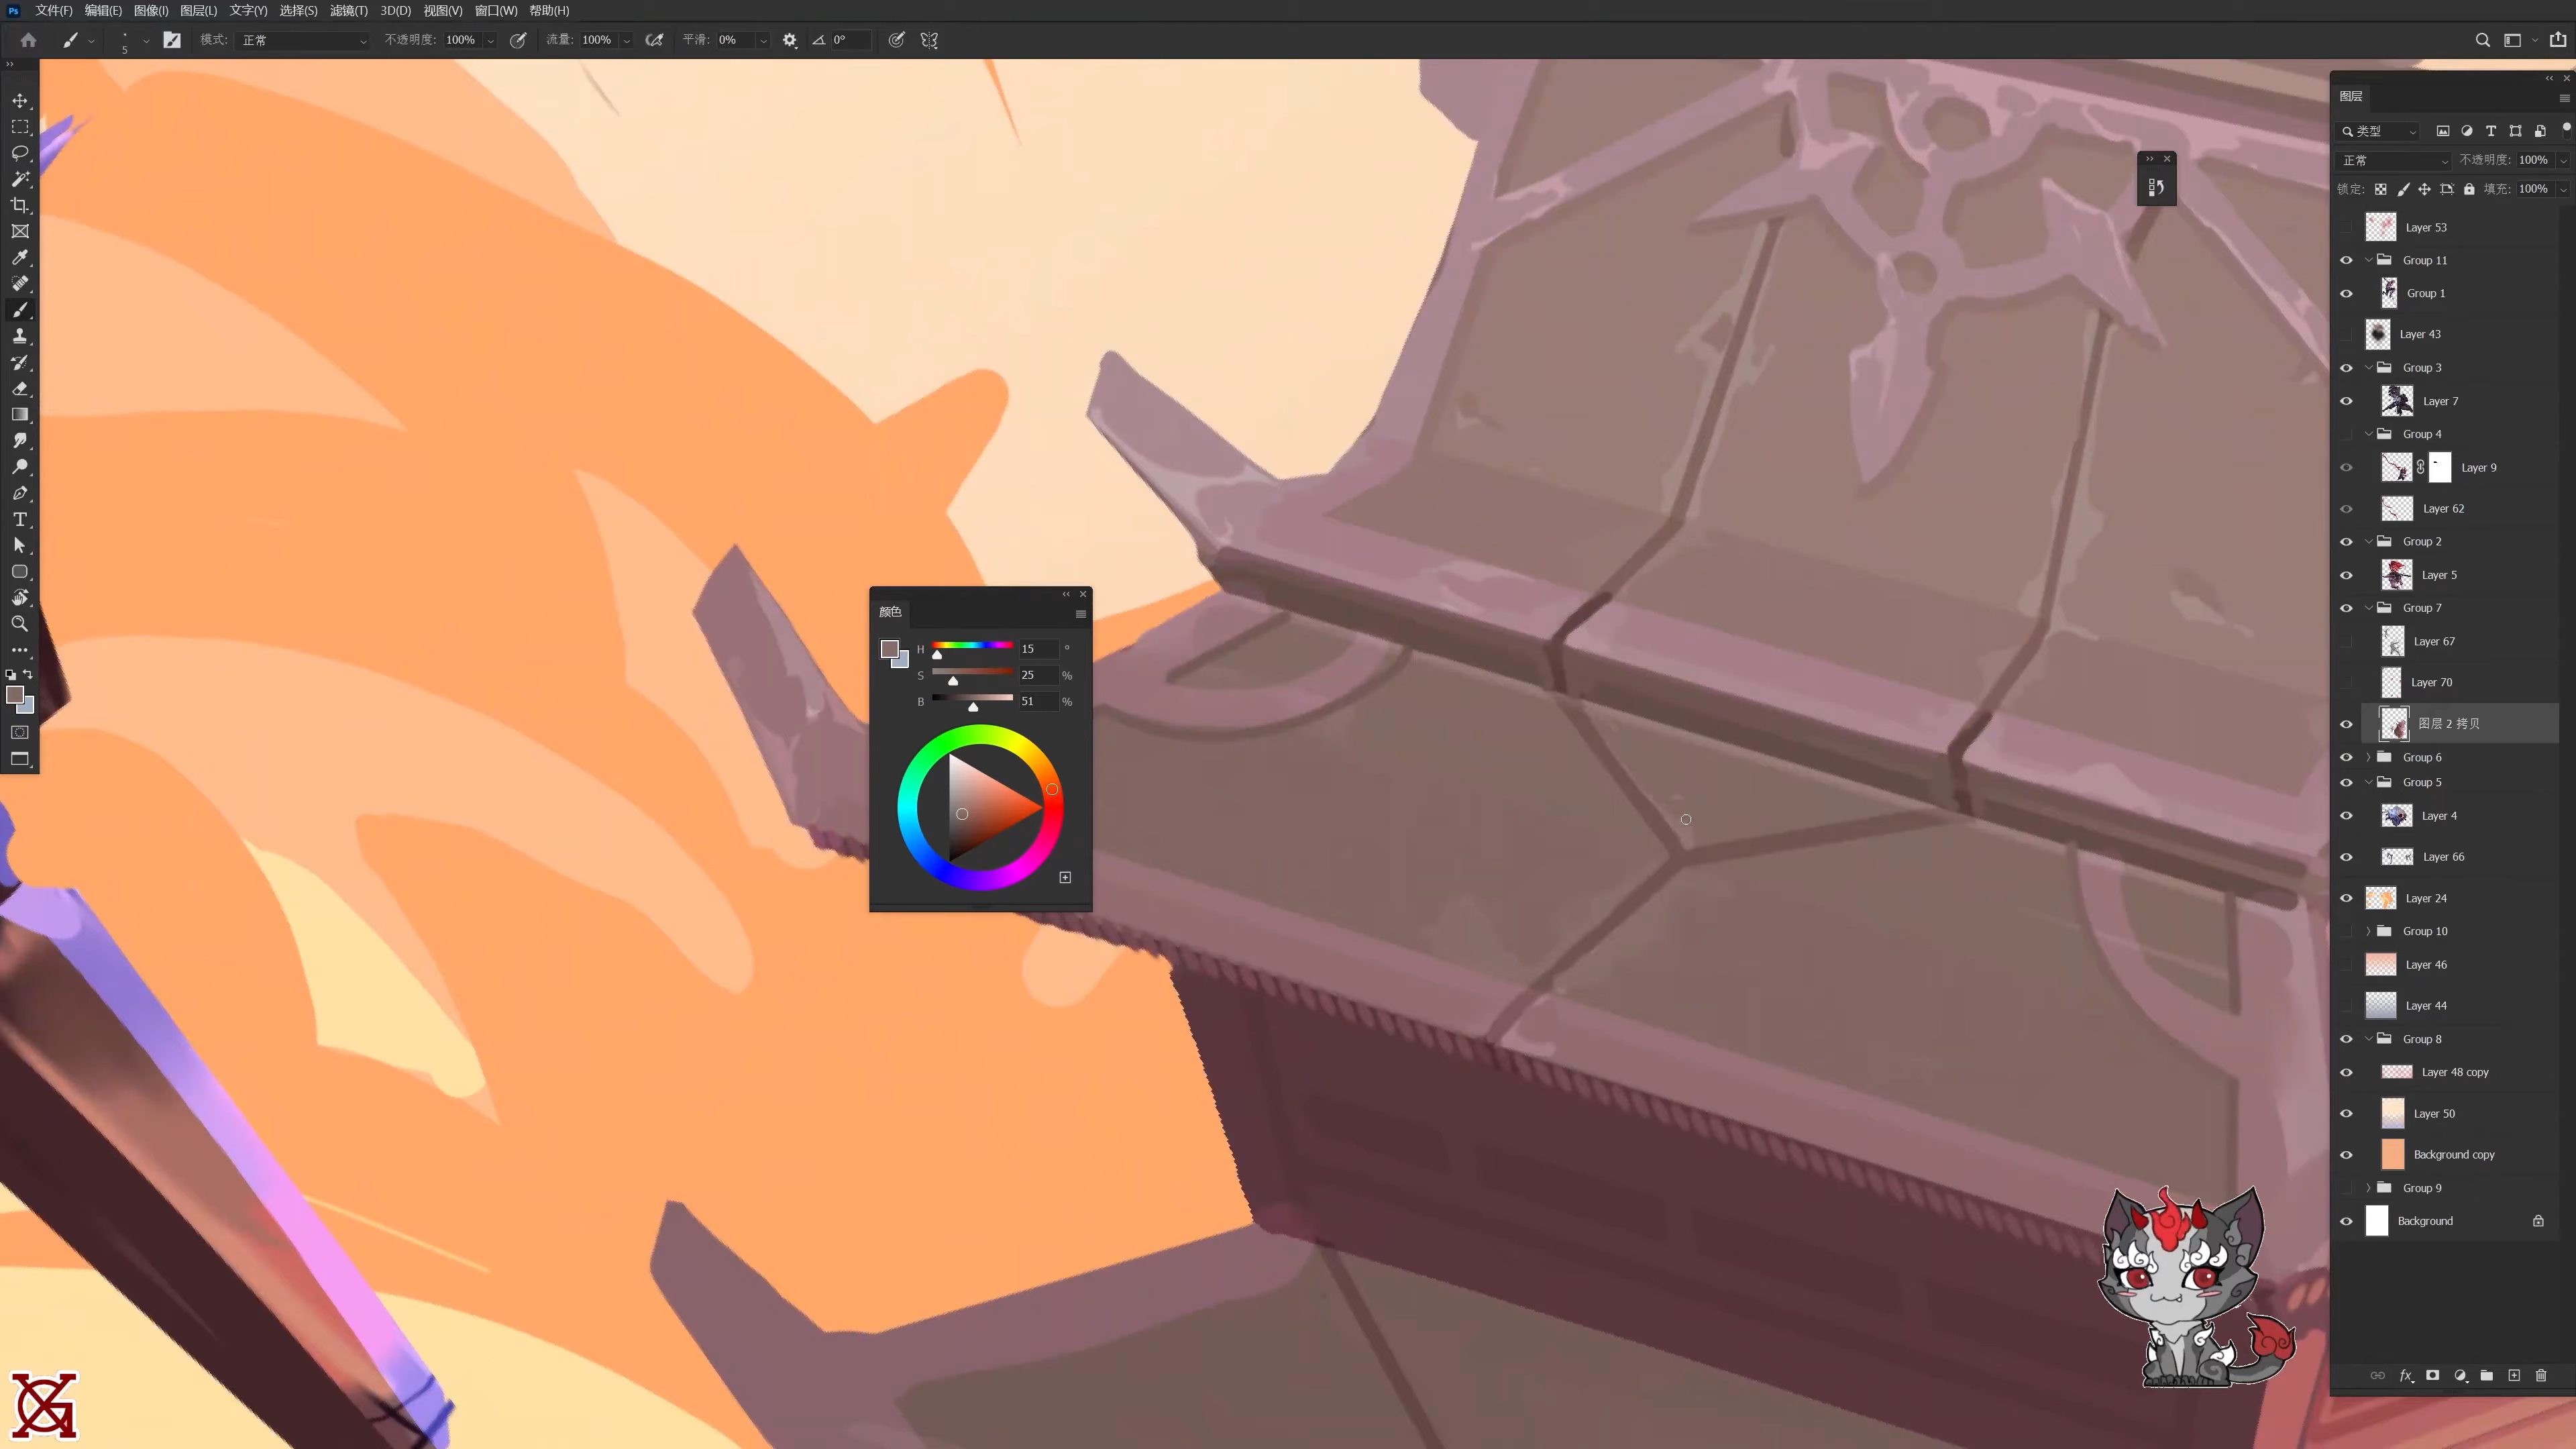 Ps 文件(F) 编辑(E) 图像(I) 图层(L) 文字(Y) 选择(S) 滤镜(T) 3D(D) 视图(V) 窗口(W) 帮助(H)
5 模式: 正常 不透明度: 100% 流量: 100% 平滑: 0% 0°
图层
类型
正常 不透明度: 100%
锁定: 填充: 100%
Layer 53
Group 11
Group 1
Layer 43
Group 3
Layer 7
Group 4
Layer 9
Layer 62
Group 2
Layer 5
Group 7
Layer 67
Layer 70
图层 2 拷贝
Group 6
Group 5
Layer 4
Layer 66
Layer 24
Group 10
Layer 46
Layer 44
Group 8
Layer 48 copy
Layer 50
Background copy
Group 9
Background
fx
颜色
H 15 °
S 25 %
B 51 %